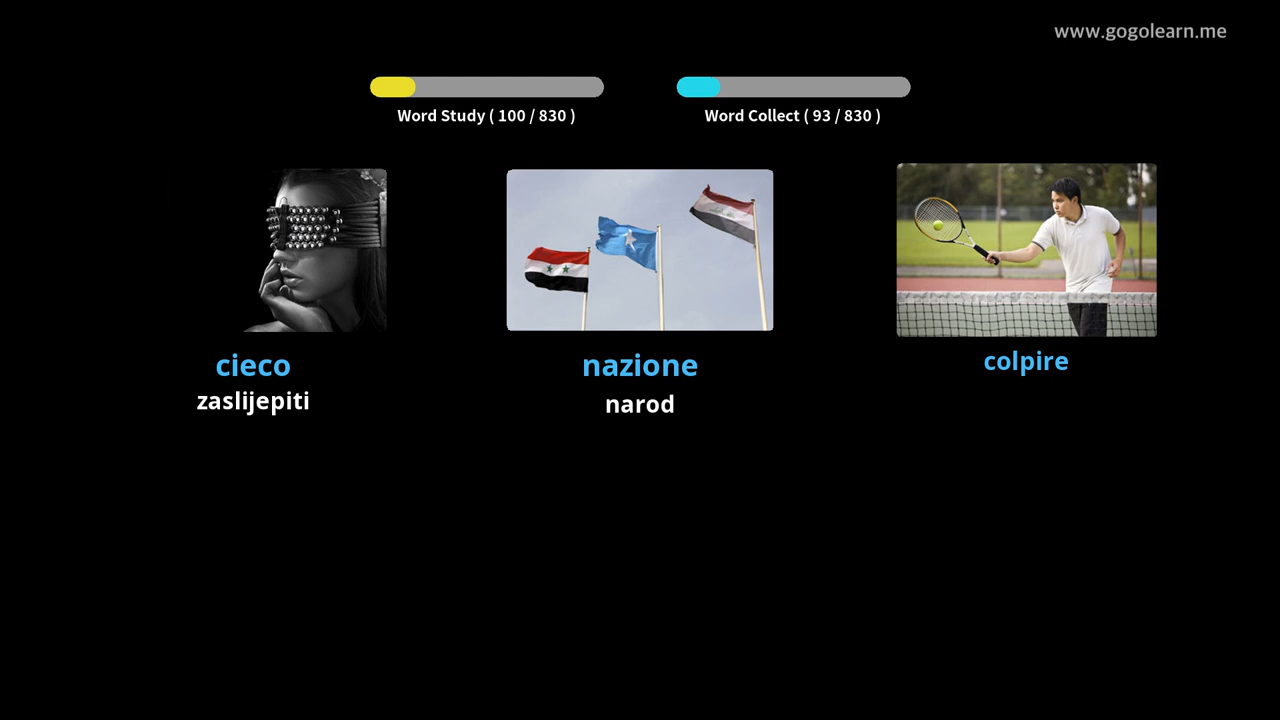 www.gogolearn.me
Word Study ( 100 / 830 )
Word Collect ( 93 / 830 )
cieco
zaslijepiti
nazione
narod
colpire